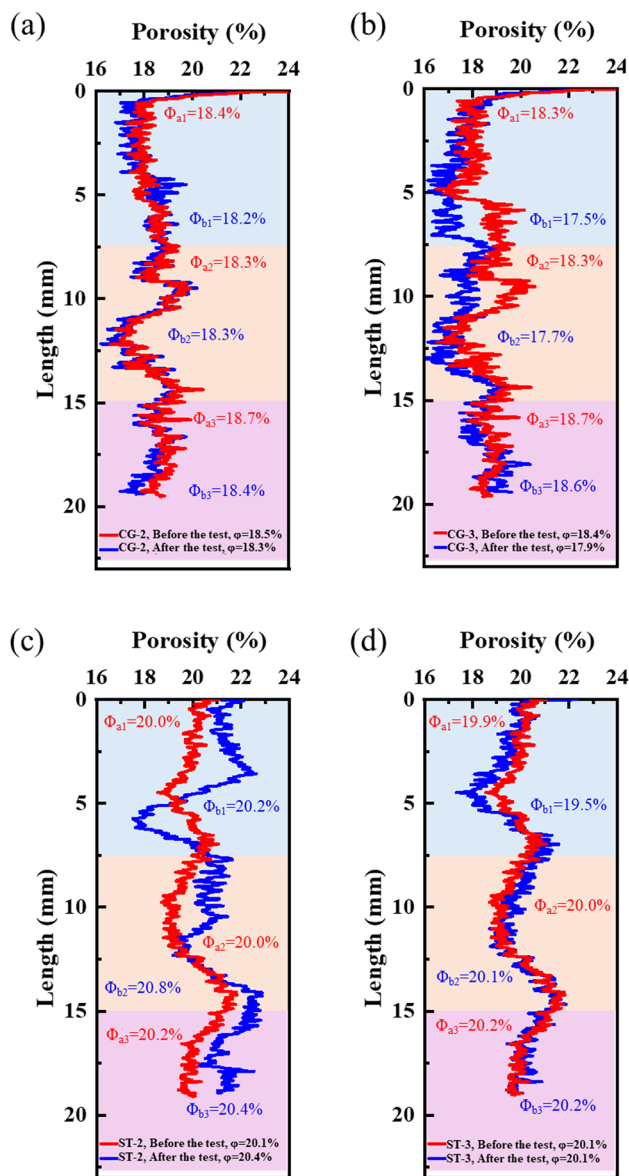 (a)
Porosity (%)
16 18 20 22 24
0
5
10
15
20
Length (mm)
Φa1=18.4%
Φb1=18.2%
Φa2=18.3%
Φb2=18.3%
Φa3=18.7%
Φb3=18.4%
CG-2, Before the test, φ=18.5%
CG-2, After the test, φ=18.3%
(b)
Porosity (%)
16 18 20 22 24
0
5
10
15
20
Length (mm)
Φa1=18.3%
Φb1=17.5%
Φa2=18.3%
Φb2=17.7%
Φa3=18.7%
Φb3=18.6%
CG-3, Before the test, φ=18.4%
CG-3, After the test, φ=17.9%
(c)
Porosity (%)
16 18 20 22 24
0
5
10
15
20
Length (mm)
Φa1=20.0%
Φb1=20.2%
Φa2=20.0%
Φb2=20.8%
Φa3=20.2%
Φb3=20.4%
ST-2, Before the test, φ=20.1%
ST-2, After the test, φ=20.4%
(d)
Porosity (%)
16 18 20 22 24
0
5
10
15
20
Length (mm)
Φa1=19.9%
Φb1=19.5%
Φa2=20.0%
Φb2=20.1%
Φa3=20.2%
Φb3=20.2%
ST-3, Before the test, φ=20.1%
ST-3, After the test, φ=20.1%